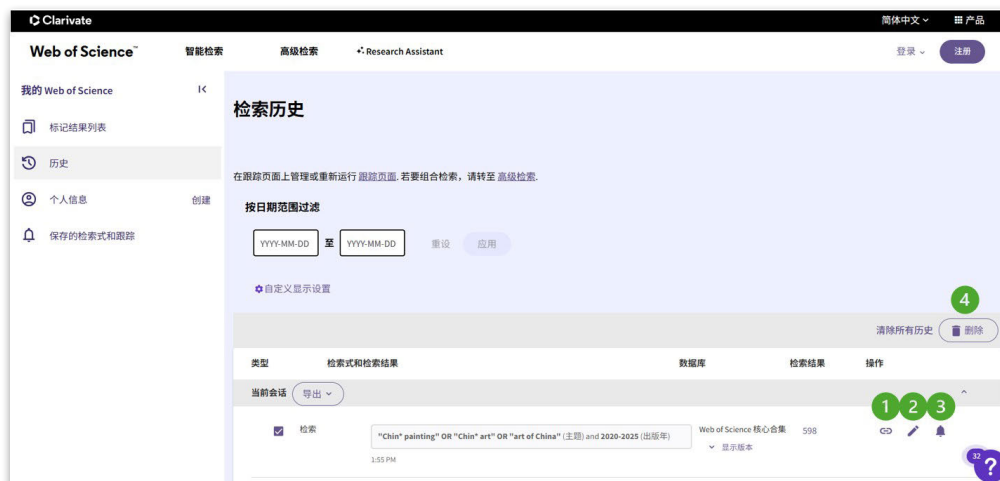 Clarivate 简体中文 产品
Web of Science™ 智能检索 高级检索 Research Assistant 登录 注册
我的 Web of Science
标记结果列表
历史
个人信息 创建
保存的检索式和跟踪
检索历史
在跟踪页面上管理或重新运行 跟踪页面. 若要组合检索，请转至 高级检索.
按日期范围过滤
YYYY-MM-DD 至 YYYY-MM-DD 重设 应用
自定义显示设置
4
清除所有历史 删除
类型 检索式和检索结果 数据库 检索结果 操作
当前会话 导出
1 2 3
检索 "Chin* painting" OR "Chin* art" OR "art of China" (主题) and 2020-2025 (出版年) Web of Science 核心合集 598
显示版本
1:55 PM
32 ?